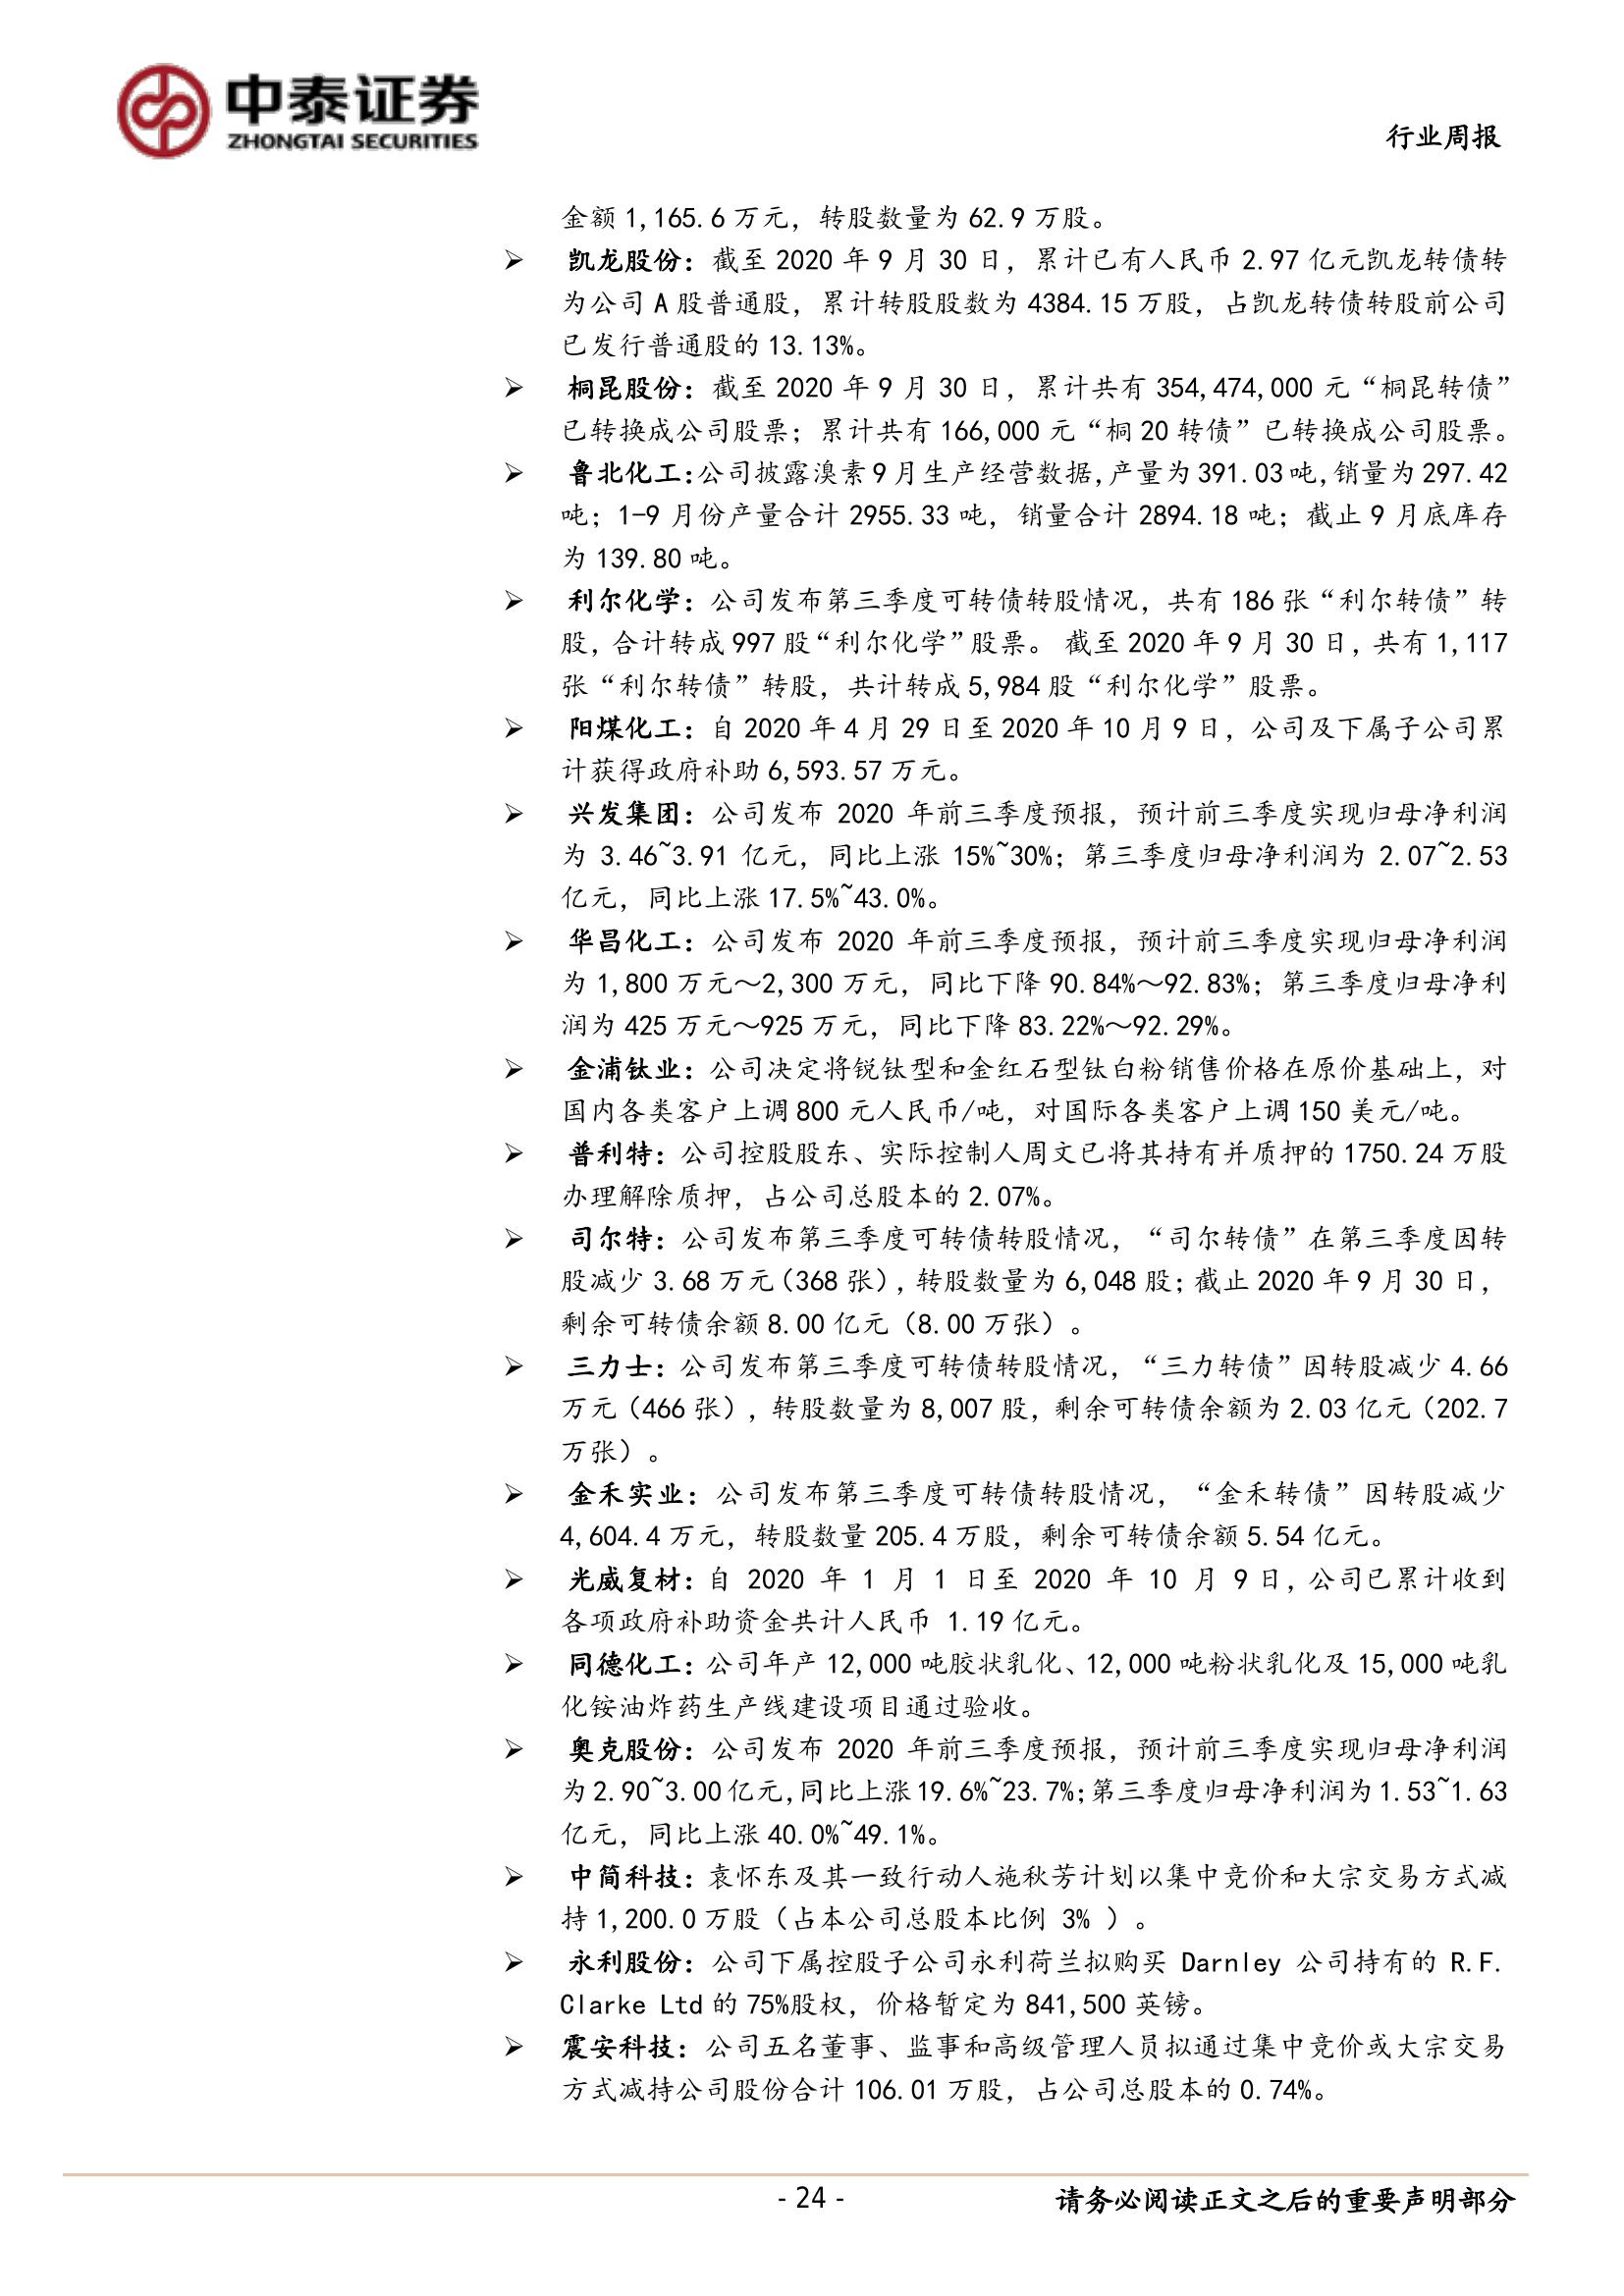 中泰证券
ZHONGTAI SECURITIES
行业周报
金额 1,165.6 万元，转股数量为 62.9 万股。
➢ 凯龙股份：截至 2020 年 9 月 30 日，累计已有人民币 2.97 亿元凯龙转债转
为公司 A 股普通股，累计转股股数为 4384.15 万股，占凯龙转债转股前公司
已发行普通股的 13.13%。
➢ 桐昆股份：截至 2020 年 9 月 30 日，累计共有 354,474,000 元“桐昆转债”
已转换成公司股票；累计共有 166,000 元“桐 20 转债”已转换成公司股票。
➢ 鲁北化工：公司披露溴素 9 月生产经营数据，产量为 391.03 吨，销量为 297.42
吨；1-9 月份产量合计 2955.33 吨，销量合计 2894.18 吨；截止 9 月底库存
为 139.80 吨。
➢ 利尔化学：公司发布第三季度可转债转股情况，共有 186 张“利尔转债”转
股，合计转成 997 股“利尔化学”股票。 截至 2020 年 9 月 30 日，共有 1,117
张“利尔转债”转股，共计转成 5,984 股“利尔化学”股票。
➢ 阳煤化工：自 2020 年 4 月 29 日至 2020 年 10 月 9 日，公司及下属子公司累
计获得政府补助 6,593.57 万元。
➢ 兴发集团：公司发布 2020 年前三季度预报，预计前三季度实现归母净利润
为 3.46~3.91 亿元，同比上涨 15%~30%；第三季度归母净利润为 2.07~2.53
亿元，同比上涨 17.5%~43.0%。
➢ 华昌化工：公司发布 2020 年前三季度预报，预计前三季度实现归母净利润
为 1,800 万元～2,300 万元，同比下降 90.84%～92.83%；第三季度归母净利
润为 425 万元～925 万元，同比下降 83.22%～92.29%。
➢ 金浦钛业：公司决定将锐钛型和金红石型钛白粉销售价格在原价基础上，对
国内各类客户上调 800 元人民币/吨，对国际各类客户上调 150 美元/吨。
➢ 普利特：公司控股股东、实际控制人周文已将其持有并质押的 1750.24 万股
办理解除质押，占公司总股本的 2.07%。
➢ 司尔特：公司发布第三季度可转债转股情况，“司尔转债”在第三季度因转
股减少 3.68 万元（368 张），转股数量为 6,048 股；截止 2020 年 9 月 30 日，
剩余可转债余额 8.00 亿元（8.00 万张）。
➢ 三力士：公司发布第三季度可转债转股情况，“三力转债”因转股减少 4.66
万元（466 张），转股数量为 8,007 股，剩余可转债余额为 2.03 亿元（202.7
万张）。
➢ 金禾实业：公司发布第三季度可转债转股情况，“金禾转债”因转股减少
4,604.4 万元，转股数量 205.4 万股，剩余可转债余额 5.54 亿元。
➢ 光威复材：自 2020 年 1 月 1 日至 2020 年 10 月 9 日，公司已累计收到
各项政府补助资金共计人民币 1.19 亿元。
➢ 同德化工：公司年产 12,000 吨胶状乳化、12,000 吨粉状乳化及 15,000 吨乳
化铵油炸药生产线建设项目通过验收。
➢ 奥克股份：公司发布 2020 年前三季度预报，预计前三季度实现归母净利润
为 2.90~3.00 亿元，同比上涨 19.6%~23.7%；第三季度归母净利润为 1.53~1.63
亿元，同比上涨 40.0%~49.1%。
➢ 中简科技：袁怀东及其一致行动人施秋芳计划以集中竞价和大宗交易方式减
持 1,200.0 万股（占本公司总股本比例 3% ）。
➢ 永利股份：公司下属控股子公司永利荷兰拟购买 Darnley 公司持有的 R.F.
Clarke Ltd 的 75%股权，价格暂定为 841,500 英镑。
➢ 震安科技：公司五名董事、监事和高级管理人员拟通过集中竞价或大宗交易
方式减持公司股份合计 106.01 万股，占公司总股本的 0.74%。
- 24 -
请务必阅读正文之后的重要声明部分